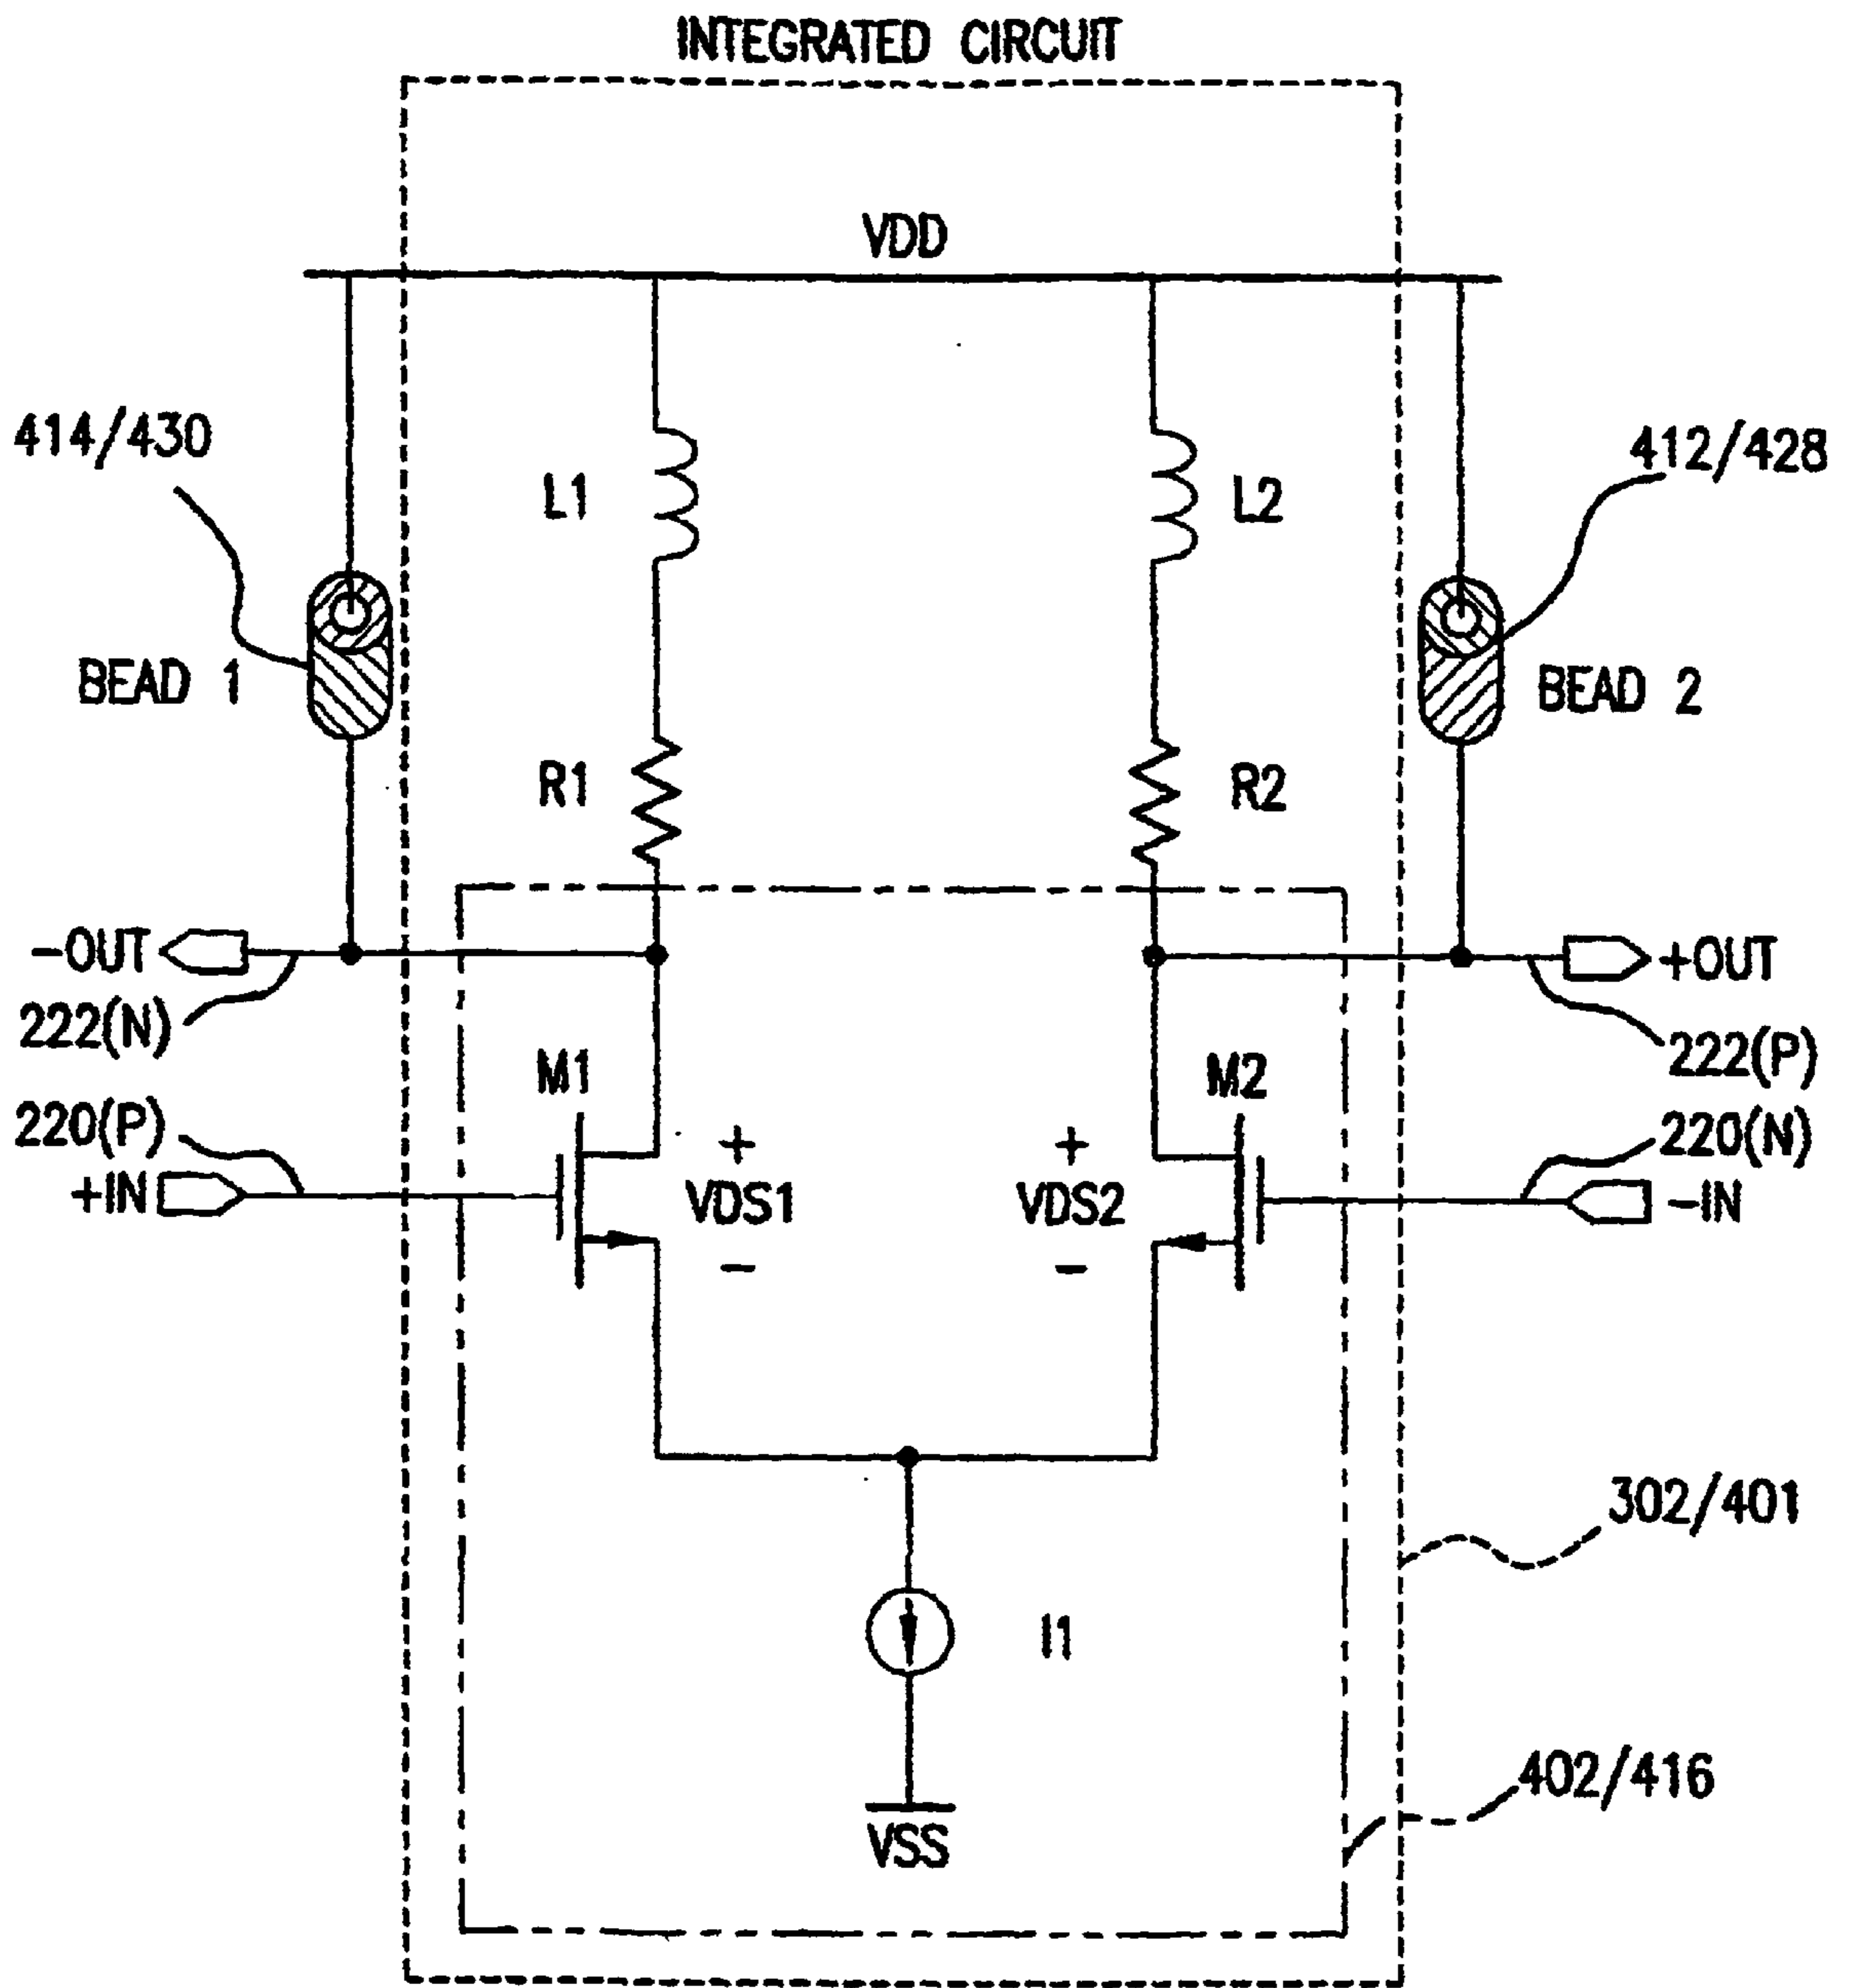 INTEGRATED CIRCUIT
VDD
414/430
412/428
L1
L2
BEAD 1
BEAD 2
R1
R2
-OUT
+OUT
222(N)
222(P)
M1
M2
220(P)
220(N)
+
+
+IN
VDS1
VDS2
-IN
-
-
302/401
I1
402/416
VSS